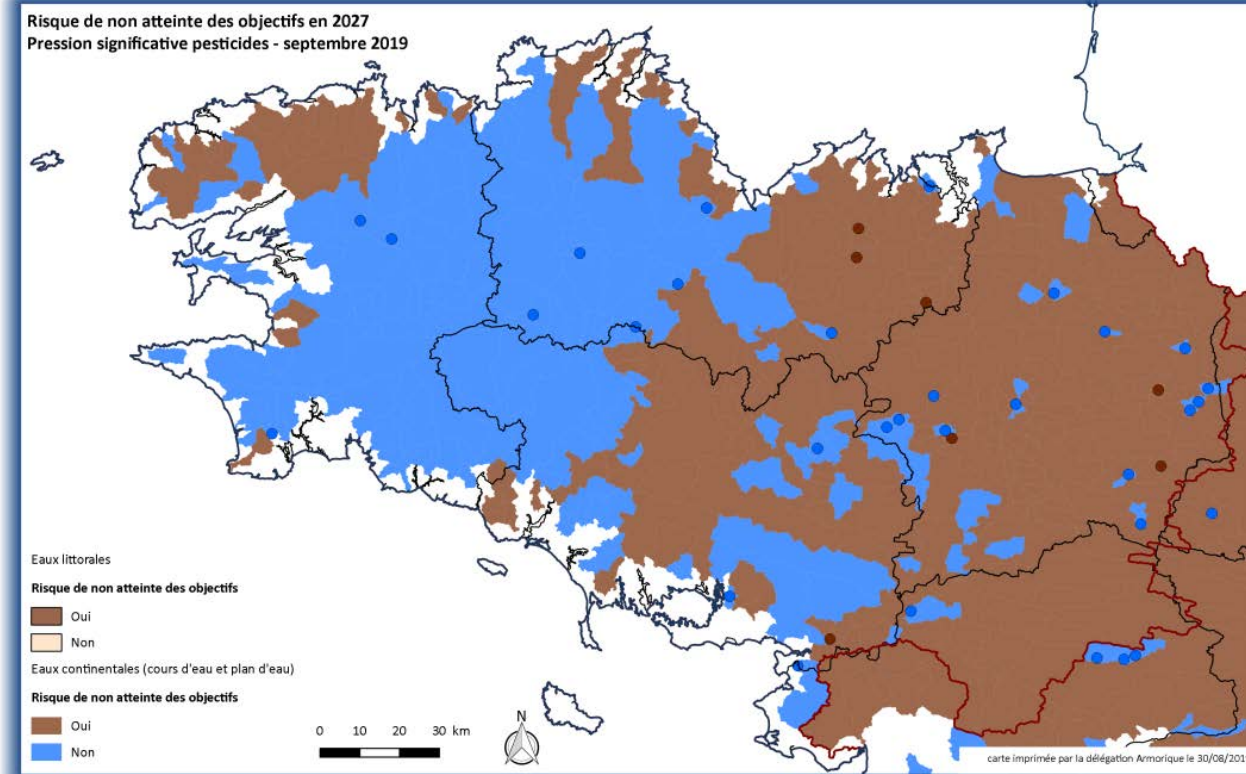 Risque de non atteinte des objectifs en 2027
Pression significative pesticides - septembre 2019
Eaux littorales
Risque de non atteinte des objectifs
Oui
Non
Eaux continentales (cours d'eau et plan d'eau)
Risque de non atteinte des objectifs
Oui
Non
0 10 20 30 km
N
carte imprimée par la délégation Armorique le 30/08/201